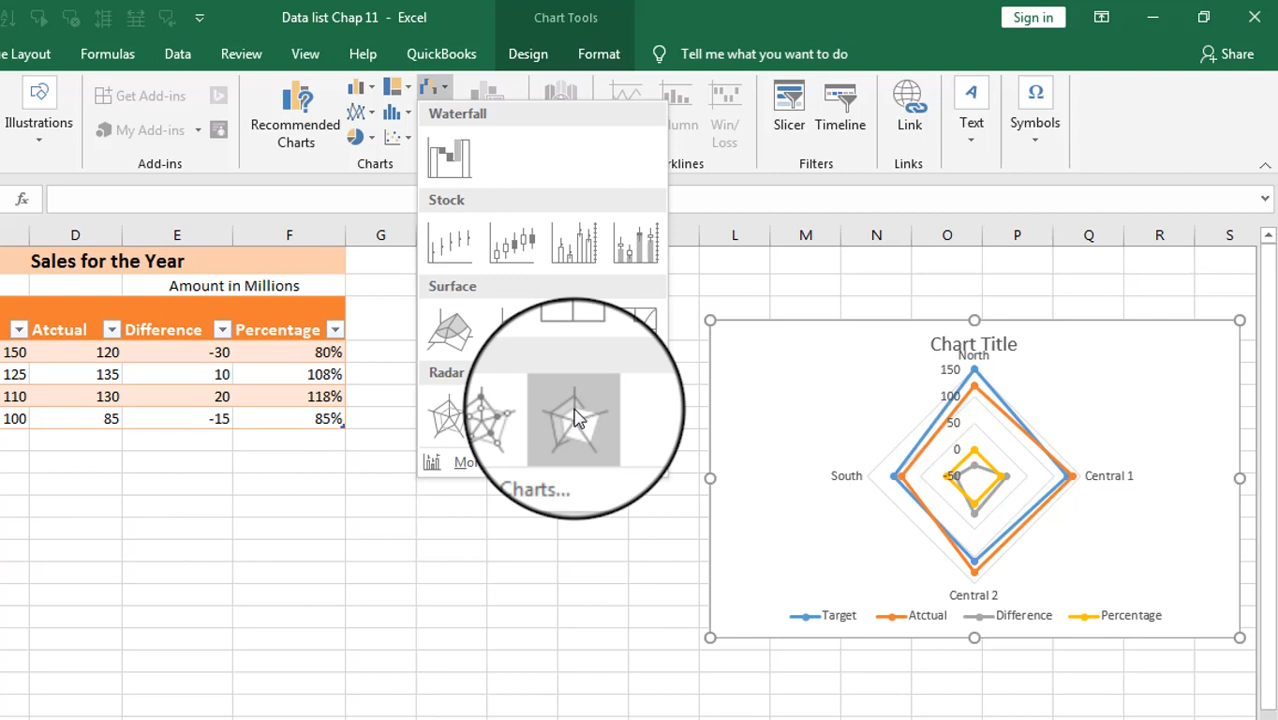 Data list Chap 11 - Excel
Chart Tools
Sign in
e Layout
Formulas
Data
Review
View
Help
QuickBooks
Design
Format
Tell me what you want to do
Share
Illustrations
Get Add-ins
My Add-ins
Add-ins
Recommended
Charts
Charts
Waterfall
Stock
Surface
Radar
Mo
Charts...
umn
Win/
Loss
rklines
Slicer
Timeline
Filters
Link
Links
A
Text
Ω
Symbols
fx
D E F G L M N O P Q R S
Sales for the Year
Amount in Millions
Atctual Difference Percentage
150 120 -30 80%
125 135 10 108%
110 130 20 118%
100 85 -15 85%
Chart Title
North
150
100
50
0
-50
South
Central 1
Central 2
Target Atctual Difference Percentage